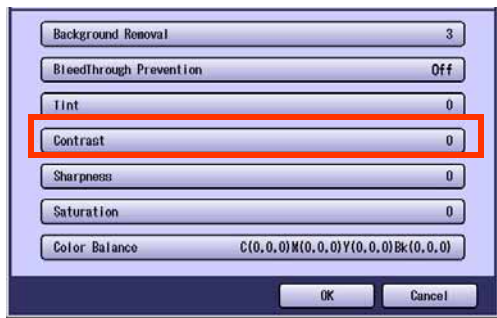 Background Removal 3
BleedThrough Prevention Off
Tint 0
Contrast 0
Sharpness 0
Saturation 0
Color Balance C(0,0,0)M(0,0,0)Y(0,0,0)Bk(0,0,0)
OK Cancel